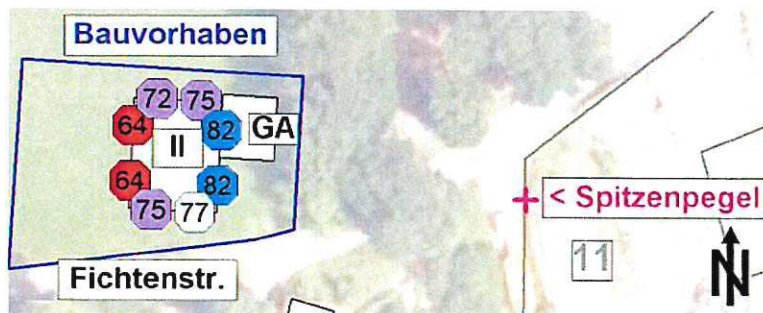 Bauvorhaben
72 75
64 82 GA
II
64 82
75 77
< Spitzenpegel
Fichtenstr.
11
N